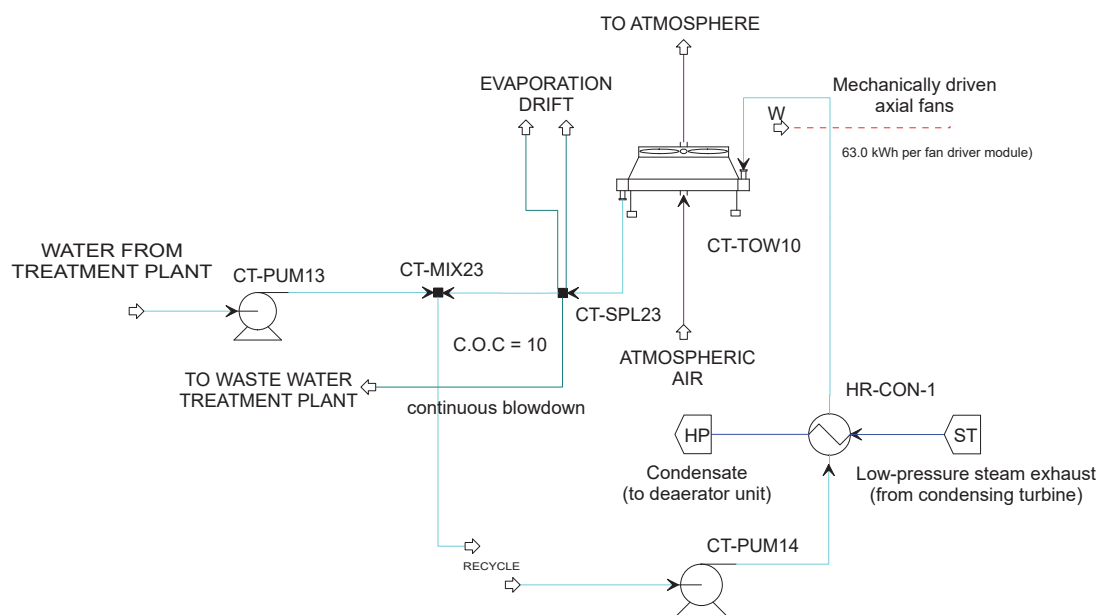 TO ATMOSPHERE
EVAPORATION
DRIFT
Mechanically driven
axial fans
W
63.0 kWh per fan driver module)
CT-TOW10
WATER FROM
TREATMENT PLANT
CT-PUM13
CT-MIX23
CT-SPL23
C.O.C = 10
ATMOSPHERIC
AIR
TO WASTE WATER
TREATMENT PLANT
continuous blowdown
HR-CON-1
HP
ST
Condensate
(to deaerator unit)
Low-pressure steam exhaust
(from condensing turbine)
CT-PUM14
RECYCLE